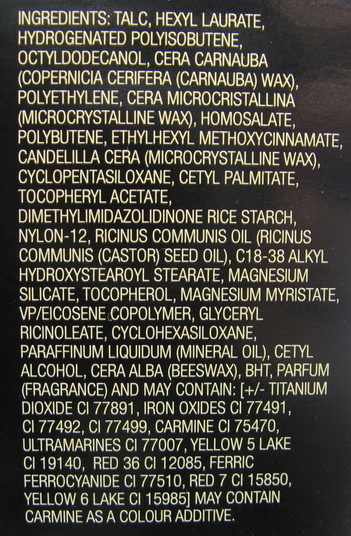 INGREDIENTS: TALC, HEXYL LAURATE,
HYDROGENATED POLYISOBUTENE,
OCTYLDODECANOL, CERA CARNAUBA
(COPERNICIA CERIFERA (CARNAUBA) WAX),
POLYETHYLENE, CERA MICROCRISTALLINA
(MICROCRYSTALLINE WAX), HOMOSALATE,
POLYBUTENE, ETHYLHEXYL METHOXYCINNAMATE,
CANDELILLA CERA (MICROCRYSTALLINE WAX),
CYCLOPENTASILOXANE, CETYL PALMITATE,
TOCOPHERYL ACETATE,
DIMETHYLIMIDAZOLIDINONE RICE STARCH,
NYLON-12, RICINUS COMMUNIS OIL (RICINUS
COMMUNIS (CASTOR) SEED OIL), C18-38 ALKYL
HYDROXYSTEAROYL STEARATE, MAGNESIUM
SILICATE, TOCOPHEROL, MAGNESIUM MYRISTATE,
VP/EICOSENE COPOLYMER, GLYCERYL
RICINOLEATE, CYCLOHEXASILOXANE,
PARAFFINUM LIQUIDUM (MINERAL OIL), CETYL
ALCOHOL, CERA ALBA (BEESWAX), BHT, PARFUM
(FRAGRANCE) AND MAY CONTAIN: [+/- TITANIUM
DIOXIDE CI 77891, IRON OXIDES CI 77491,
CI 77492, CI 77499, CARMINE CI 75470,
ULTRAMARINES CI 77007, YELLOW 5 LAKE
CI 19140, RED 36 CI 12085, FERRIC
FERROCYANIDE CI 77510, RED 7 CI 15850,
YELLOW 6 LAKE CI 15985] MAY CONTAIN
CARMINE AS A COLOUR ADDITIVE.